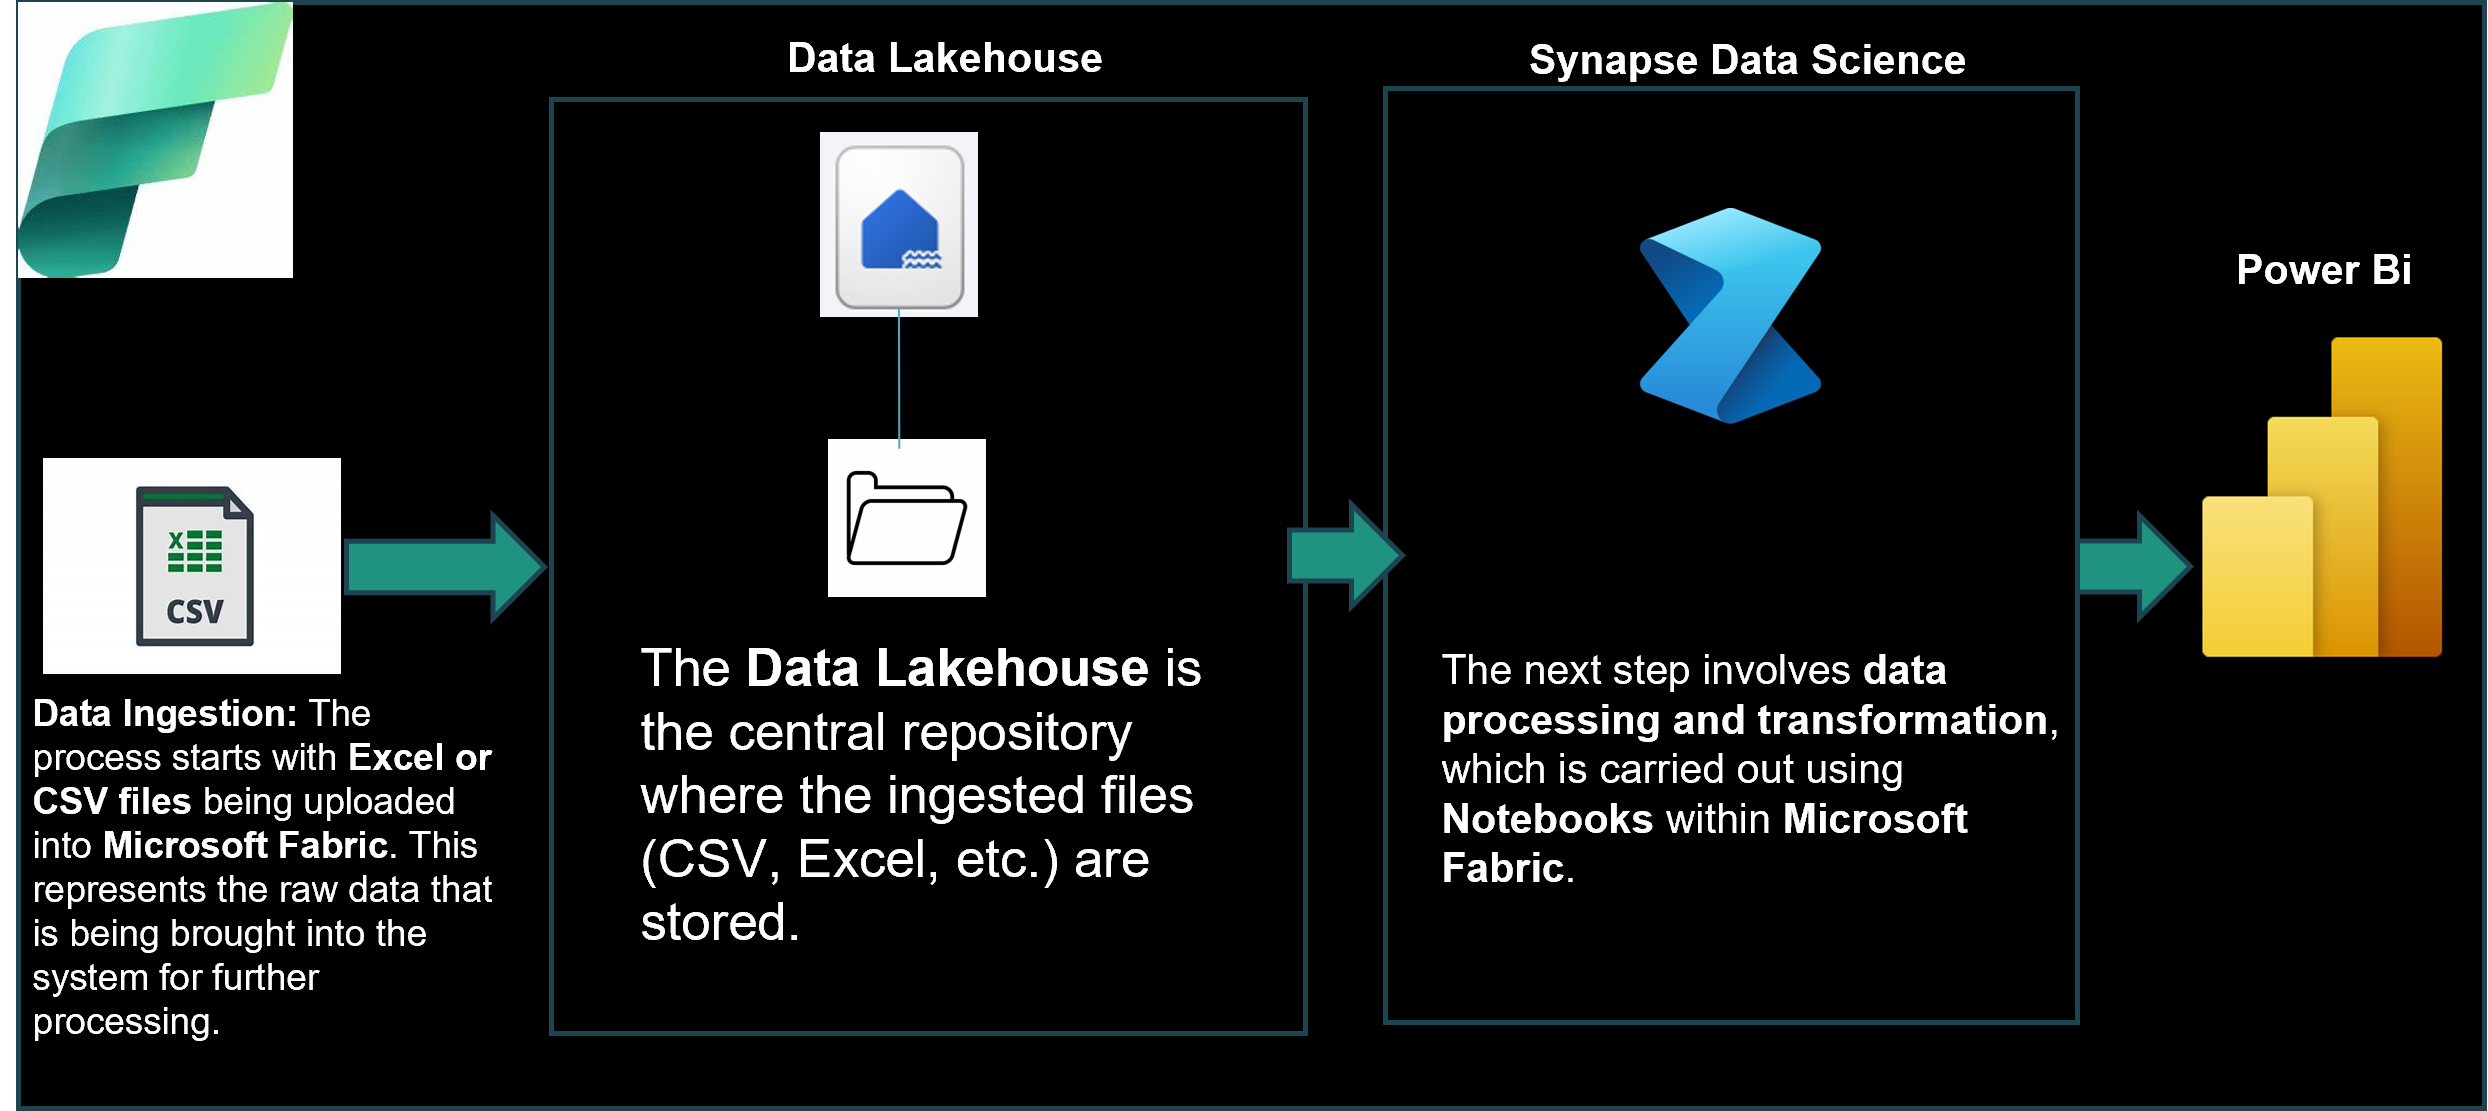 Data Lakehouse
Synapse Data Science
Power Bi
X
CSV
Data Ingestion: The
process starts with Excel or
CSV files being uploaded
into Microsoft Fabric. This
represents the raw data that
is being brought into the
system for further
processing.
The Data Lakehouse is
the central repository
where the ingested files
(CSV, Excel, etc.) are
stored.
The next step involves data
processing and transformation,
which is carried out using
Notebooks within Microsoft
Fabric.